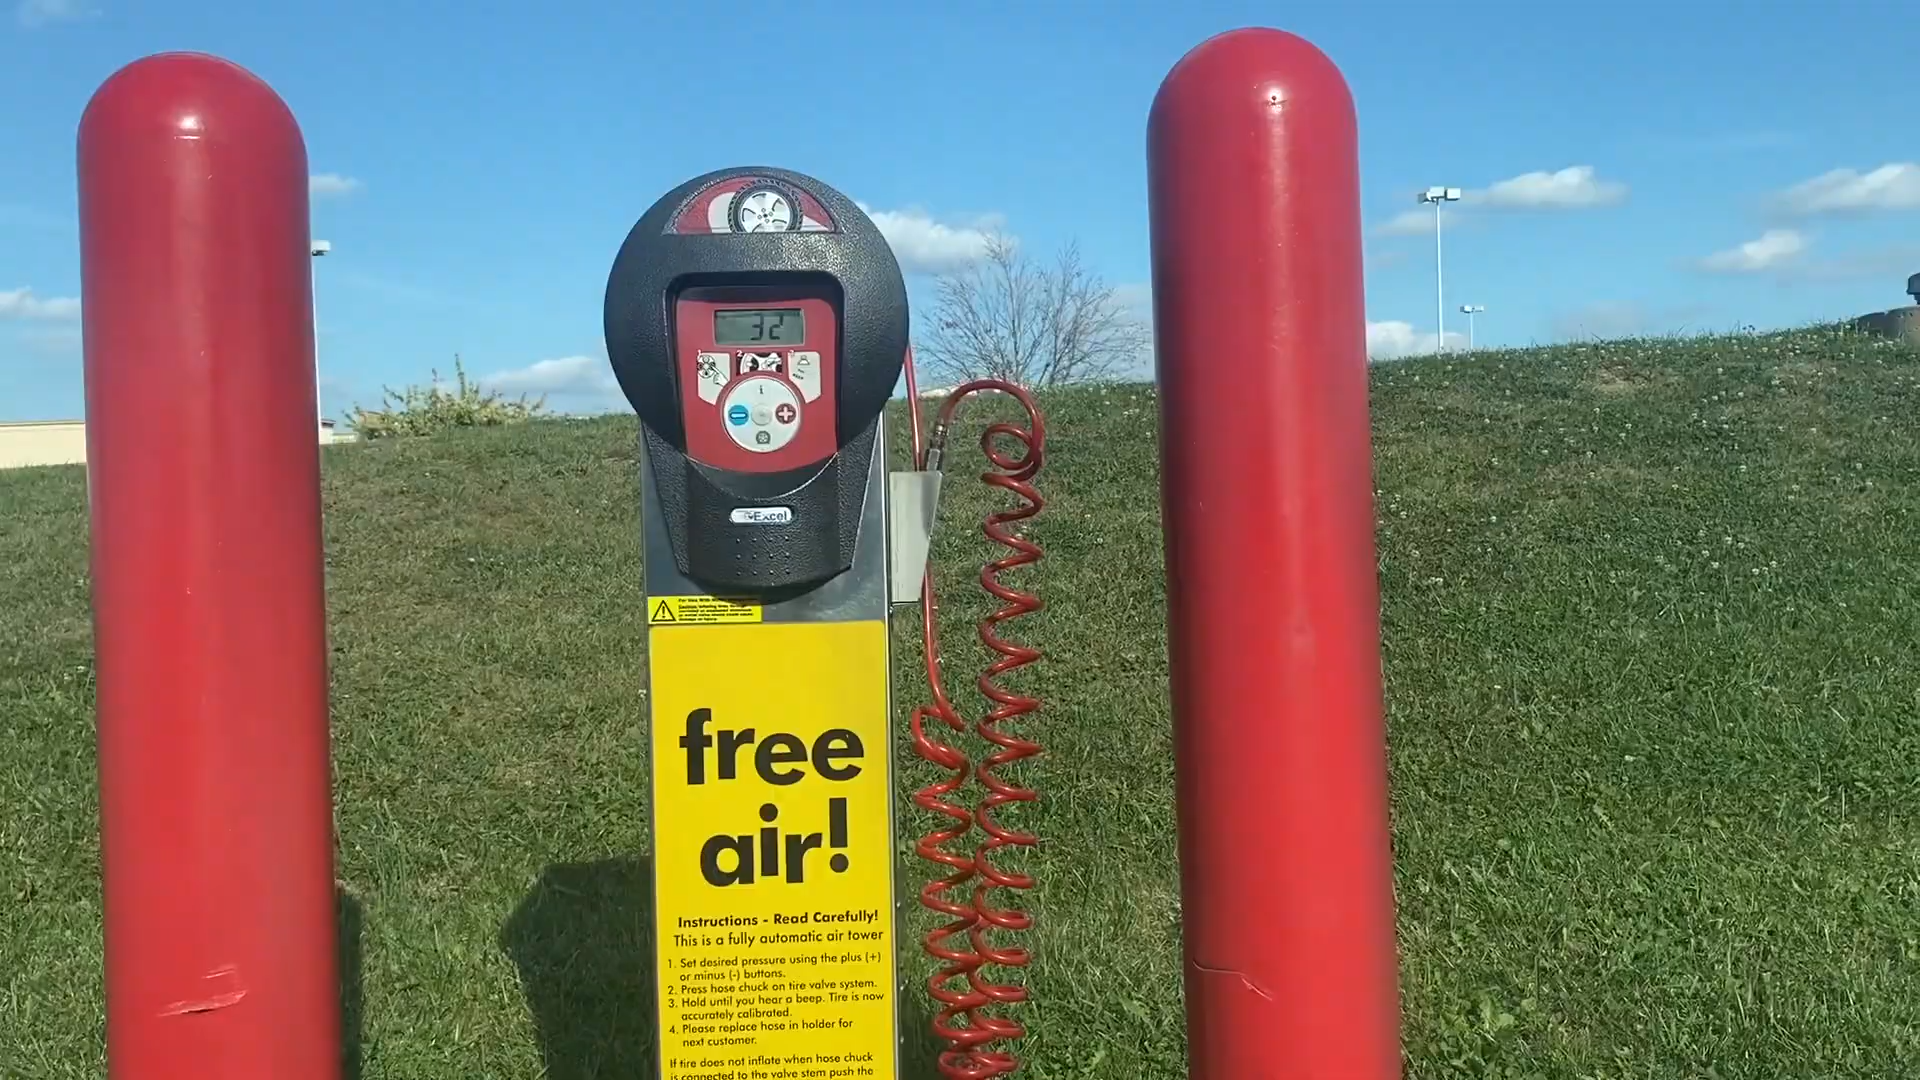 32
1
2
3
i
Excel
free
air!
Instructions - Read Carefully!
This is a fully automatic air tower
1. Set desired pressure using the plus (+)
or minus (-) buttons.
2. Press hose chuck on tire valve system.
3. Hold until you hear a beep. Tire is now
accurately calibrated.
4. Please replace hose in holder for
next customer.
If tire does not inflate when hose chuck
is connected to the valve stem push the